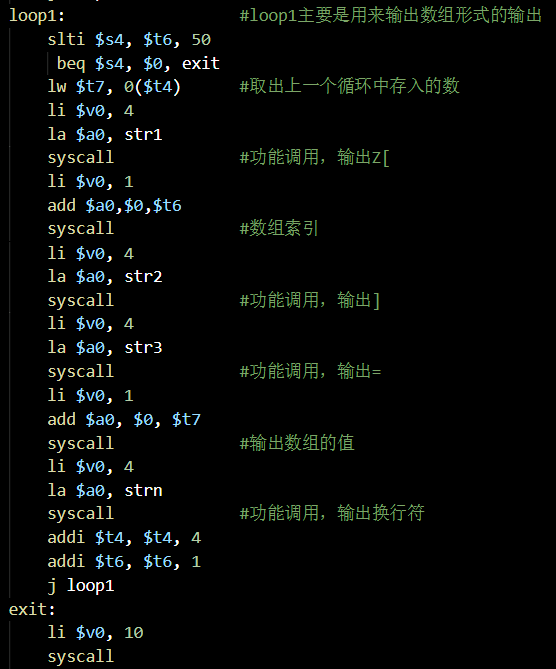 loop1:                  #loop1主要是用来输出数组形式的输出
    slti $s4, $t6, 50
     beq $s4, $0, exit
    lw $t7, 0($t4)      #取出上一个循环中存入的数
    li $v0, 4
    la $a0, str1
    syscall             #功能调用，输出Z[
    li $v0, 1
    add $a0,$0,$t6
    syscall             #数组索引
    li $v0, 4
    la $a0, str2
    syscall             #功能调用，输出]
    li $v0, 4
    la $a0, str3
    syscall             #功能调用，输出=
    li $v0, 1
    add $a0, $0, $t7
    syscall             #输出数组的值
    li $v0, 4
    la $a0, strn
    syscall             #功能调用，输出换行符
    addi $t4, $t4, 4
    addi $t6, $t6, 1
    j loop1
exit:
    li $v0, 10
    syscall